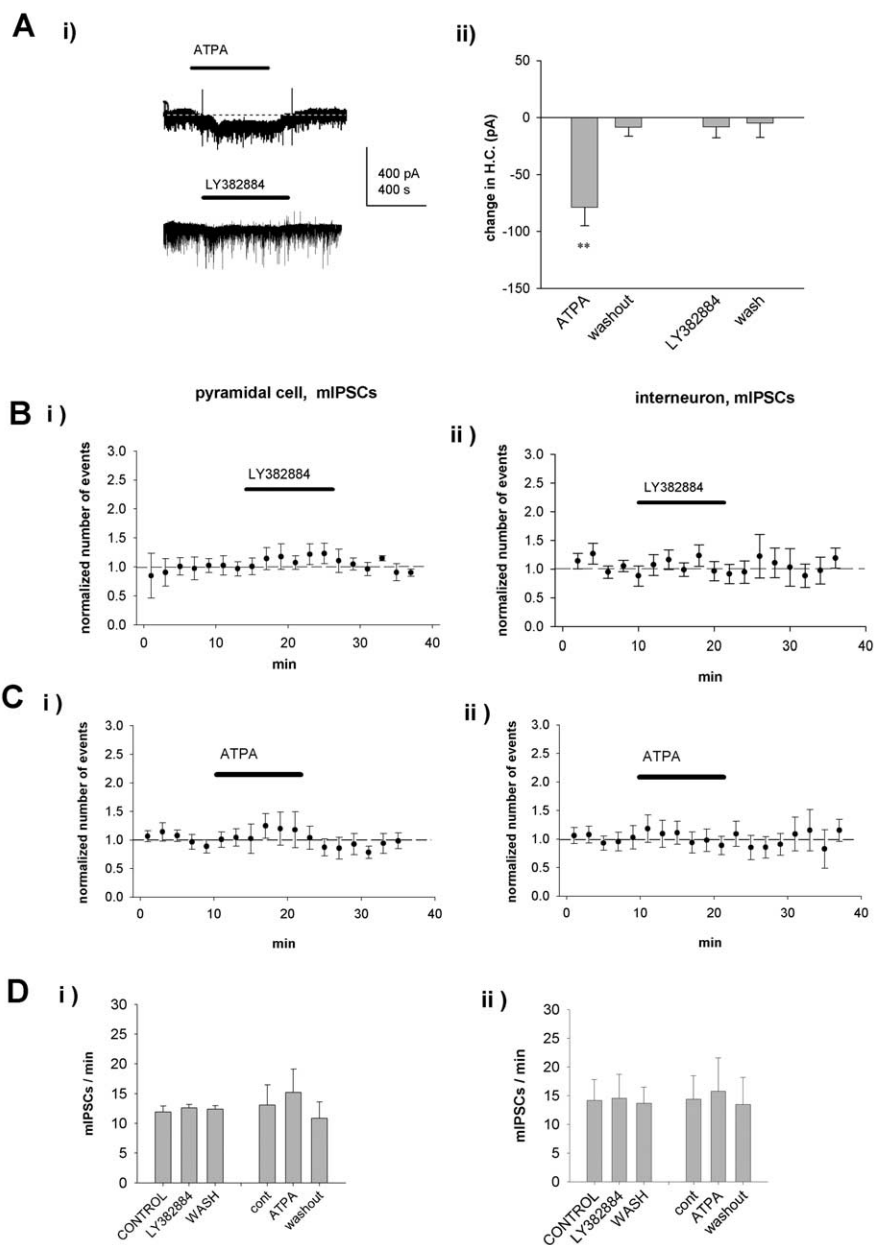 A i)
ATPA
400 pA
400 s
LY382884
ii)
change in H.C. (pA)
50
0
-50
-100
-150
**
ATPA
washout
LY382884
wash
pyramidal cell, mIPSCs
interneuron, mIPSCs
B i )
normalized number of events
3.0
2.5
2.0
1.5
1.0
0.5
0.0
LY382884
0 10 20 30 40
min
ii )
normalized number of events
3.0
2.5
2.0
1.5
1.0
0.5
0.0
LY382884
0 10 20 30 40
min
C i )
normalized number of events
3.0
2.5
2.0
1.5
1.0
0.5
0.0
ATPA
0 10 20 30 40
min
ii )
normalized number of events
3.0
2.5
2.0
1.5
1.0
0.5
0.0
ATPA
0 10 20 30 40
min
D i )
mIPSCs / min
30
25
20
15
10
5
0
CONTROL
LY382884
WASH
cont
ATPA
washout
ii )
mIPSCs / min
30
25
20
15
10
5
0
CONTROL
LY382884
WASH
cont
ATPA
washout